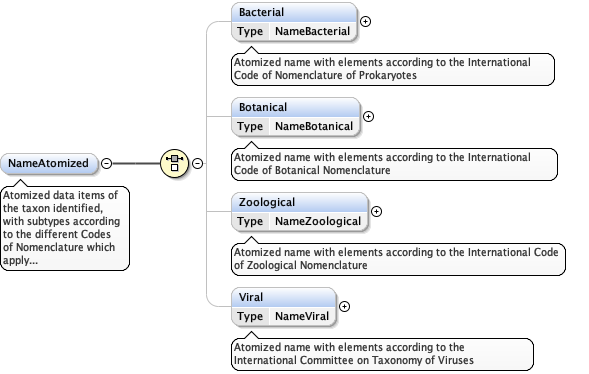 Bacterial
Type NameBacterial
Atomized name with elements according to the International
Code of Nomenclature of Prokaryotes
Botanical
Type NameBotanical
Atomized name with elements according to the International
Code of Botanical Nomenclature
NameAtomized
Atomized data items of
the taxon identified,
with subtypes according
to the different Codes
of Nomenclature which
apply...
Zoological
Type NameZoological
Atomized name with elements according to the International Code
of Zoological Nomenclature
Viral
Type NameViral
Atomized name with elements according to the
International Committee on Taxonomy of Viruses